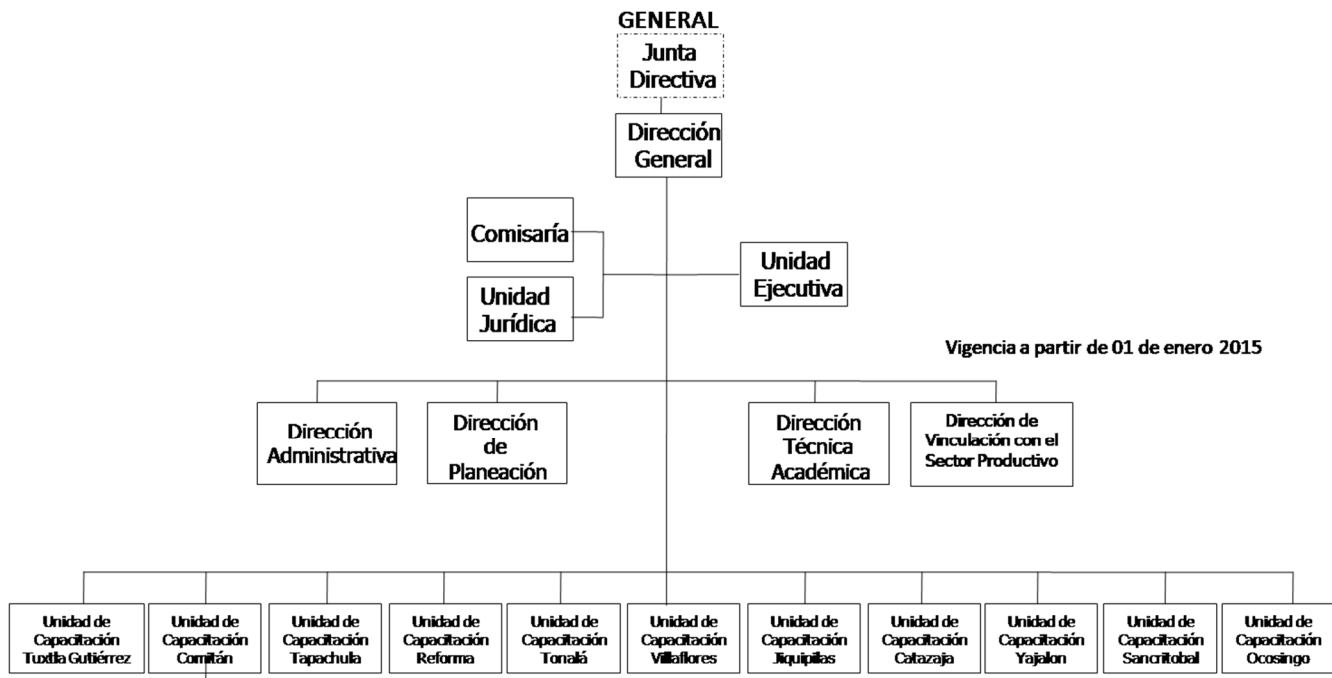 GENERAL
Junta
Directiva
Dirección
General
Comisaría
Unidad
Ejecutiva
Unidad
Jurídica
Vigencia a partir de 01 de enero 2015
Dirección
Administrativa
Dirección
de
Planeación
Dirección
Técnica
Académica
Dirección de
Vinculación con el
Sector Productivo
Unidad de
Capacitación
Tuxtla Gutiérrez
Unidad de
Capacitación
Comitán
Unidad de
Capacitación
Tapachula
Unidad de
Capacitación
Reforma
Unidad de
Capacitación
Tonalá
Unidad de
Capacitación
Villaflores
Unidad de
Capacitación
Jiquipilas
Unidad de
Capacitación
Catazaja
Unidad de
Capacitación
Yajalon
Unidad de
Capacitación
Sancritobal
Unidad de
Capacitación
Ocosingo